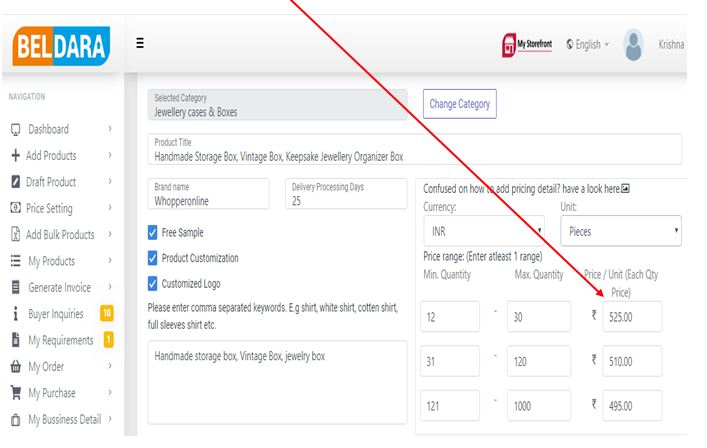 BELDARA
My Storefront
English
Krishna
NAVIGATION
Dashboard
Add Products
Draft Product
Price Setting
Add Bulk Products
My Products
Generate Invoice
Buyer Inquiries 10
My Requirements 1
My Order
My Purchase
My Bussiness Detail
Selected Category
Jewellery cases & Boxes
Change Category
Product Title
Handmade Storage Box, Vintage Box, Keepsake Jewellery Organizer Box
Brand name
Whopperonline
Delivery Processing Days
25
Free Sample
Product Customization
Customized Logo
Please enter comma separated keywords. E.g shirt, white shirt, cotten shirt,
full sleeves shirt etc.
Handmade storage box, Vintage Box, jewelry box
Confused on how to add pricing detail? have a look here.
Currency:
Unit:
INR
Pieces
Price range: (Enter atleast 1 range)
Min. Quantity
Max. Quantity
Price / Unit (Each Qty
Price)
12 - 30 ₹ 525.00
31 - 120 ₹ 510.00
121 - 1000 ₹ 495.00